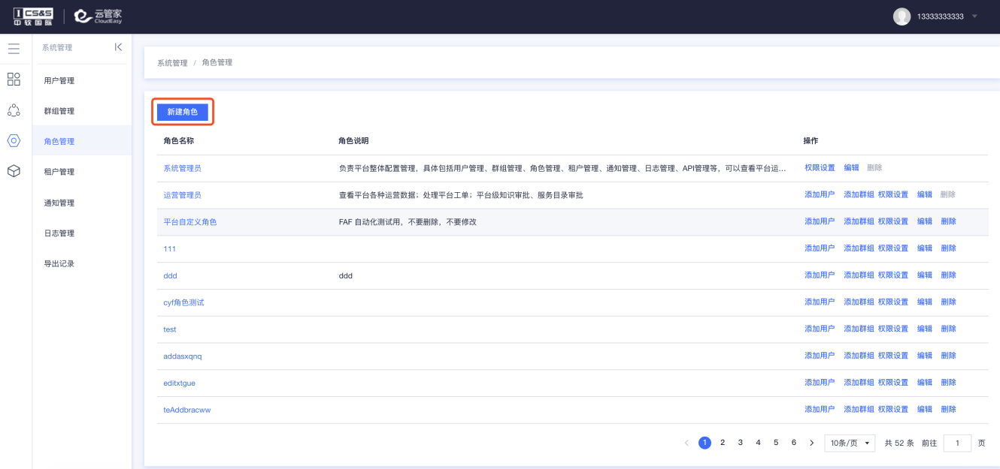 CS&S
中软国际
云管家
CloudEasy
13333333333
系统管理
用户管理
群组管理
角色管理
租户管理
通知管理
日志管理
导出记录
系统管理 / 角色管理
新建角色
角色名称 角色说明 操作
系统管理员 负责平台整体配置管理，具体包括用户管理、群组管理、角色管理、租户管理、通知管理、日志管理、API管理等，可以查看平台运... 权限设置 编辑 删除
运营管理员 查看平台各种运营数据；处理平台工单；平台级知识审批、服务目录审批 添加用户 添加群组 权限设置 编辑 删除
平台自定义角色 FAF 自动化测试用，不要删除，不要修改 添加用户 添加群组 权限设置 编辑 删除
111 添加用户 添加群组 权限设置 编辑 删除
ddd ddd 添加用户 添加群组 权限设置 编辑 删除
cyf角色测试 添加用户 添加群组 权限设置 编辑 删除
test 添加用户 添加群组 权限设置 编辑 删除
addasxqnq 添加用户 添加群组 权限设置 编辑 删除
editxtgue 添加用户 添加群组 权限设置 编辑 删除
teAddbracww 添加用户 添加群组 权限设置 编辑 删除
1 2 3 4 5 6 10条/页 共 52 条 前往 1 页